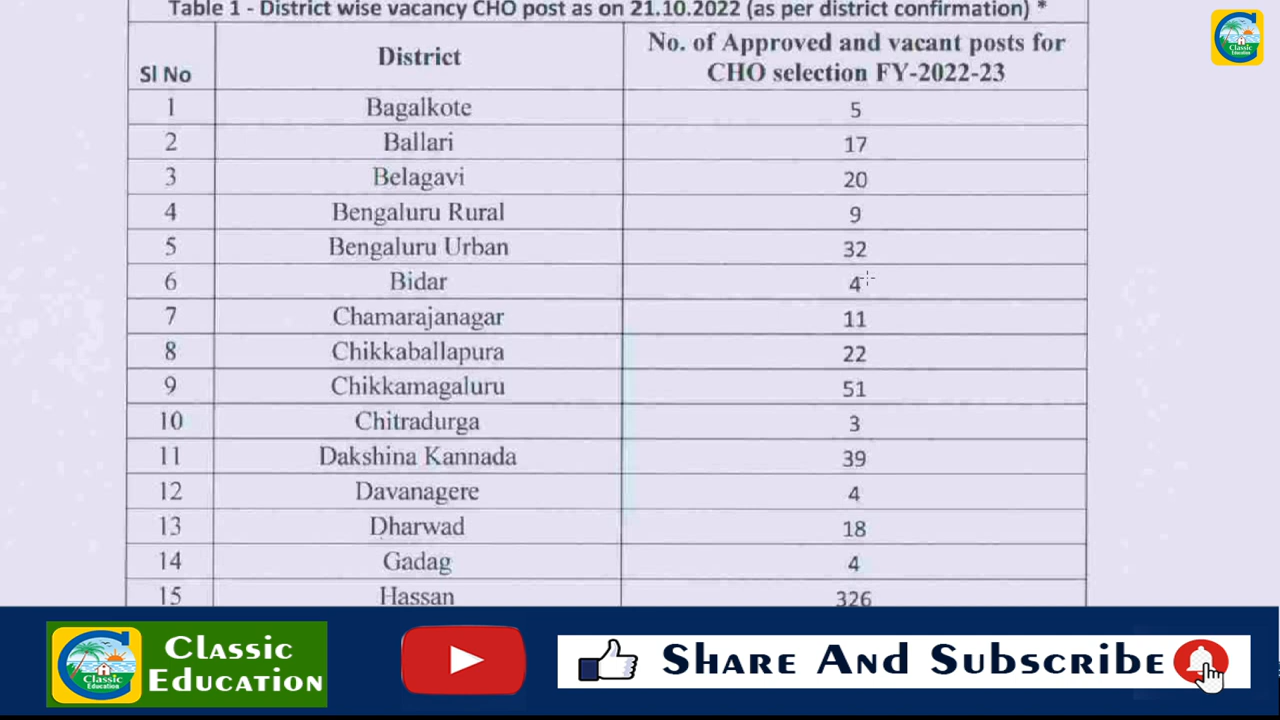 Table 1 - District wise vacancy CHO post as on 21.10.2022 (as per district confirmation) *
Sl No District No. of Approved and vacant posts for CHO selection FY-2022-23
1 Bagalkote 5
2 Ballari 17
3 Belagavi 20
4 Bengaluru Rural 9
5 Bengaluru Urban 32
6 Bidar 4
7 Chamarajanagar 11
8 Chikkaballapura 22
9 Chikkamagaluru 51
10 Chitradurga 3
11 Dakshina Kannada 39
12 Davanagere 4
13 Dharwad 18
14 Gadag 4
15 Hassan 326
Classic
Education
Classic
Education
Classic
Education
Share And Subscribe